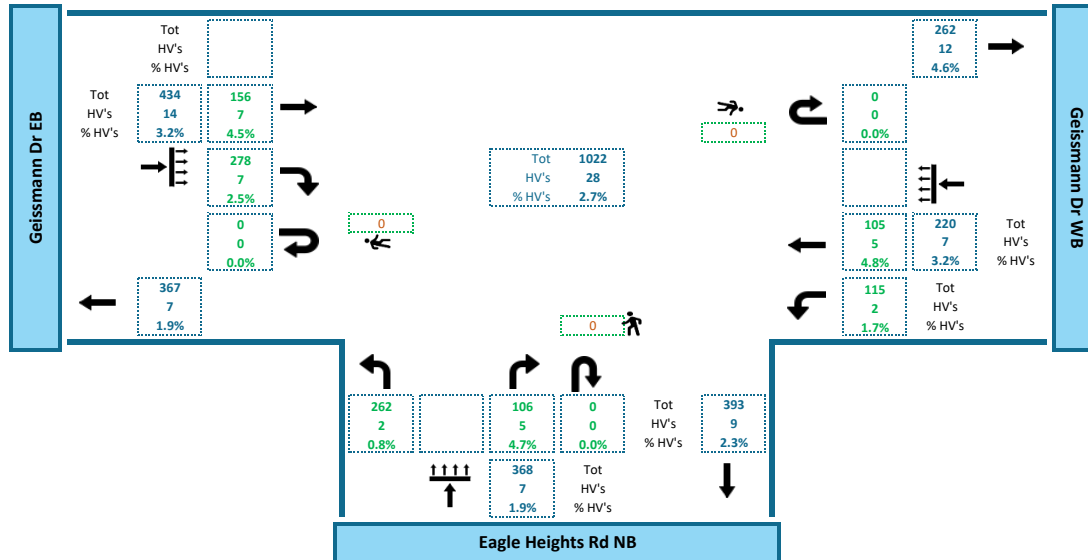 Tot
HV's
% HV's
262
12
4.6%
Geissmann Dr EB
Tot 434 156
HV's 14 7
% HV's 3.2% 4.5%
0
0
0
0.0%
Geissmann Dr WB
278
7
2.5%
Tot 1022
HV's 28
% HV's 2.7%
0
0
0
0.0%
105 220 Tot
5 7 HV's
4.8% 3.2% % HV's
367
7
1.9%
115 Tot
2 HV's
1.7% % HV's
0
262 106 0 Tot 393
2 5 0 HV's 9
0.8% 4.7% 0.0% % HV's 2.3%
368 Tot
7 HV's
1.9% % HV's
Eagle Heights Rd NB